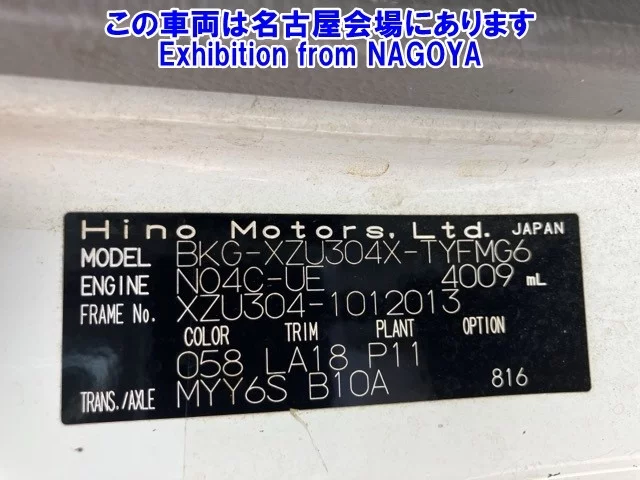 この車両は名古屋会場にあります
Exhibition from NAGOYA
Hino Motors, Ltd. JAPAN
MODEL BKG-XZU304X-TYFMG6
ENGINE N04C-UE 4009 mL
FRAME No. XZU304-1012013
COLOR TRIM PLANT OPTION
058 LA18 P11
TRANS./AXLE MYY6S B10A 816